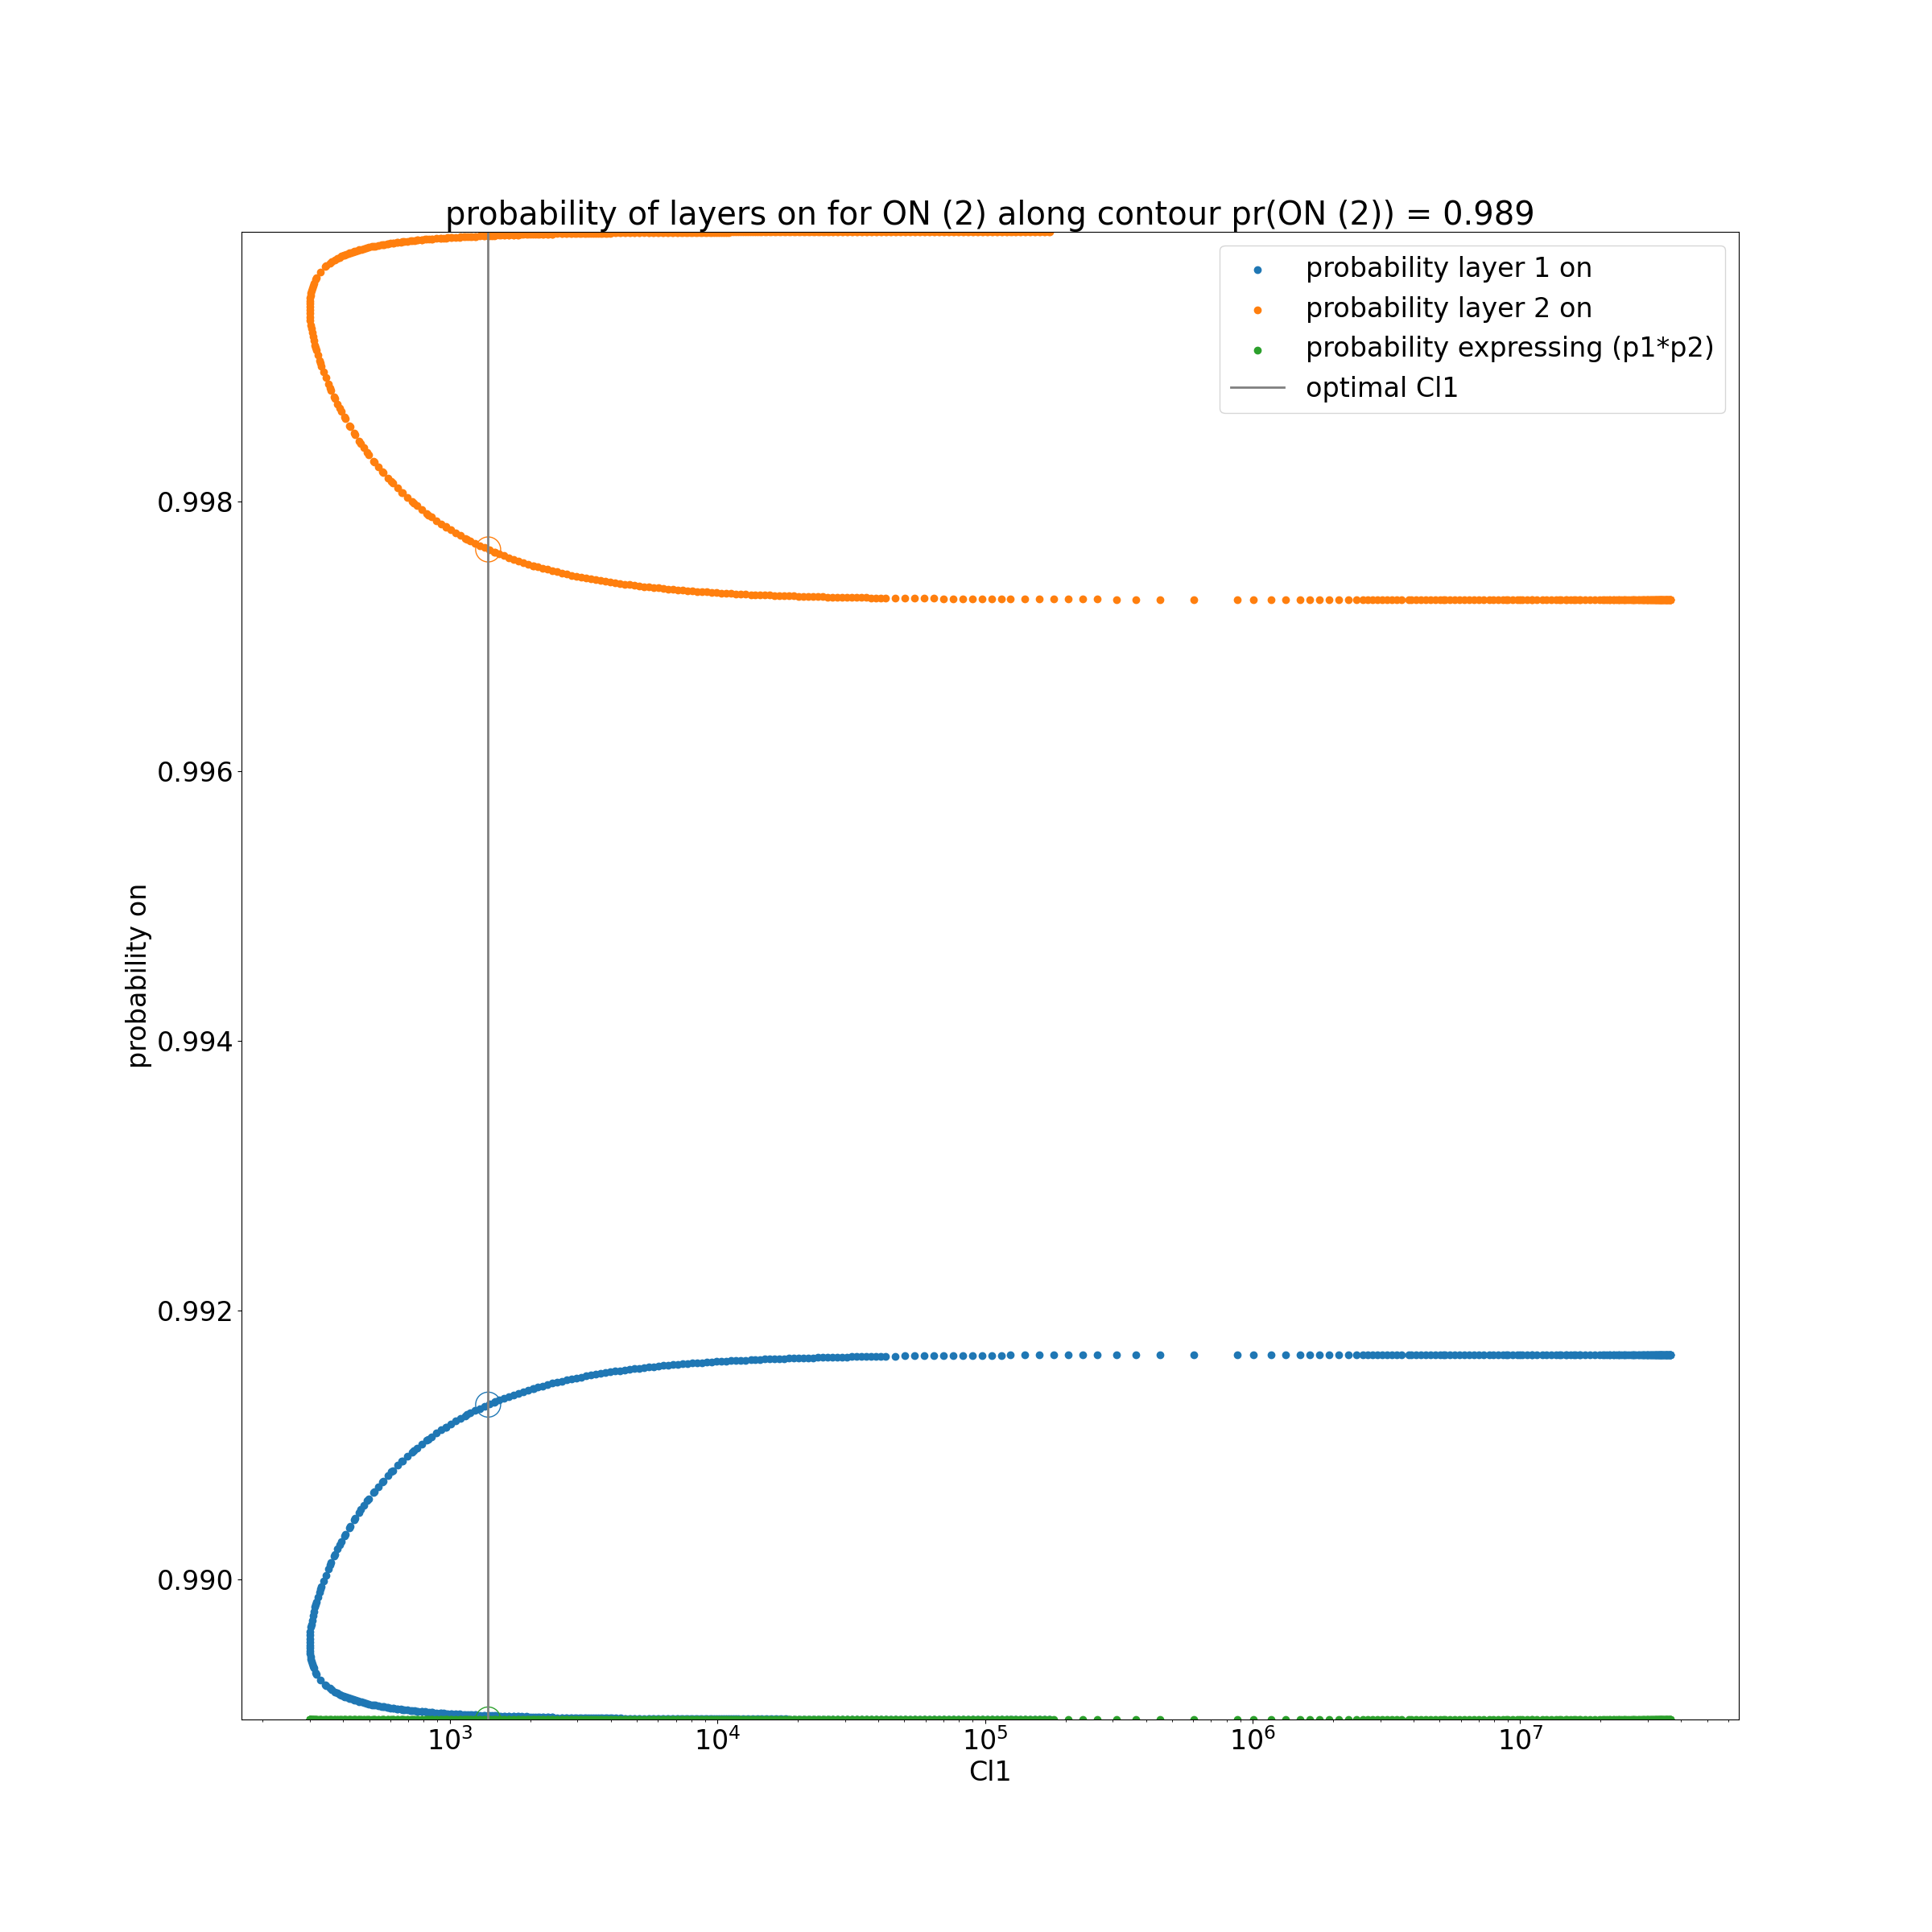 probability of layers on for ON (2) along contour pr(ON (2)) = 0.989
probability layer 1 on
probability layer 2 on
probability expressing (p1*p2)
optimal Cl1
probability on
0.998
0.996
0.994
0.992
0.990
10³ 10⁴ 10⁵ 10⁶ 10⁷
Cl1